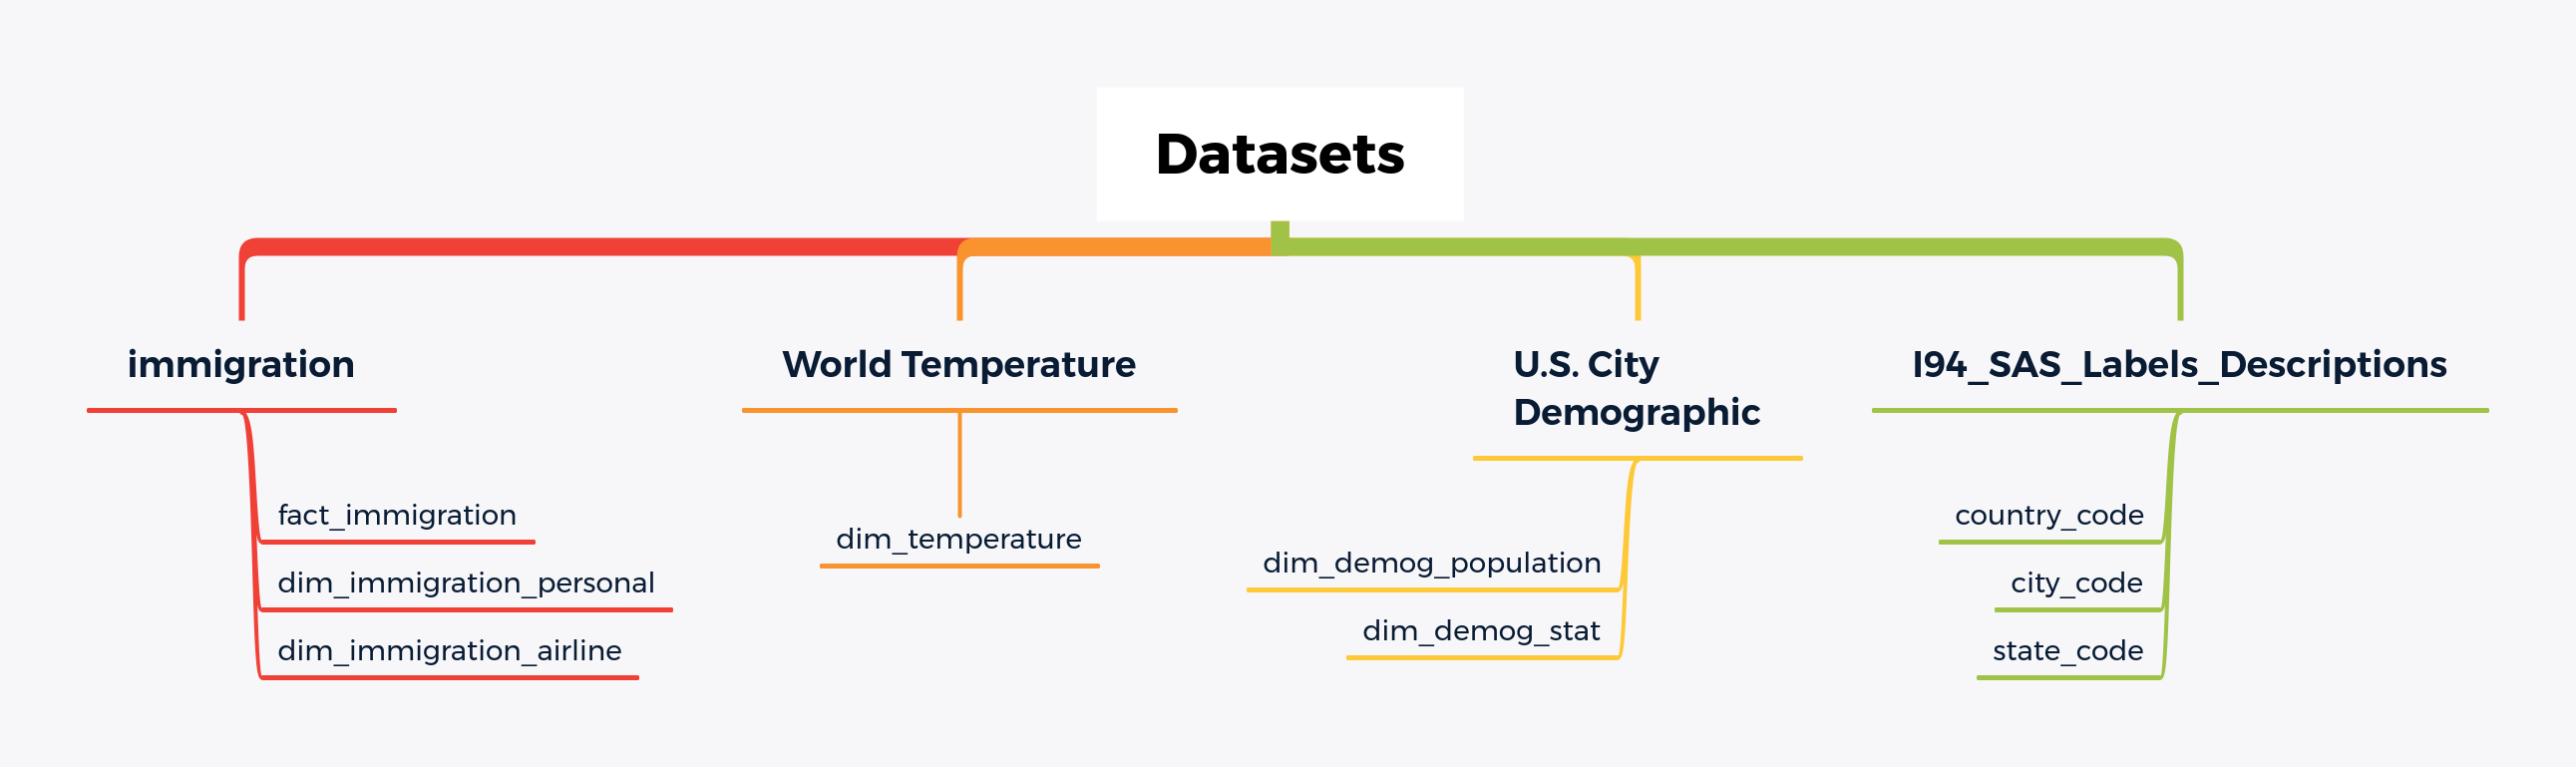 Datasets
immigration
fact_immigration
dim_immigration_personal
dim_immigration_airline
World Temperature
dim_temperature
U.S. City
Demographic
dim_demog_population
dim_demog_stat
I94_SAS_Labels_Descriptions
country_code
city_code
state_code